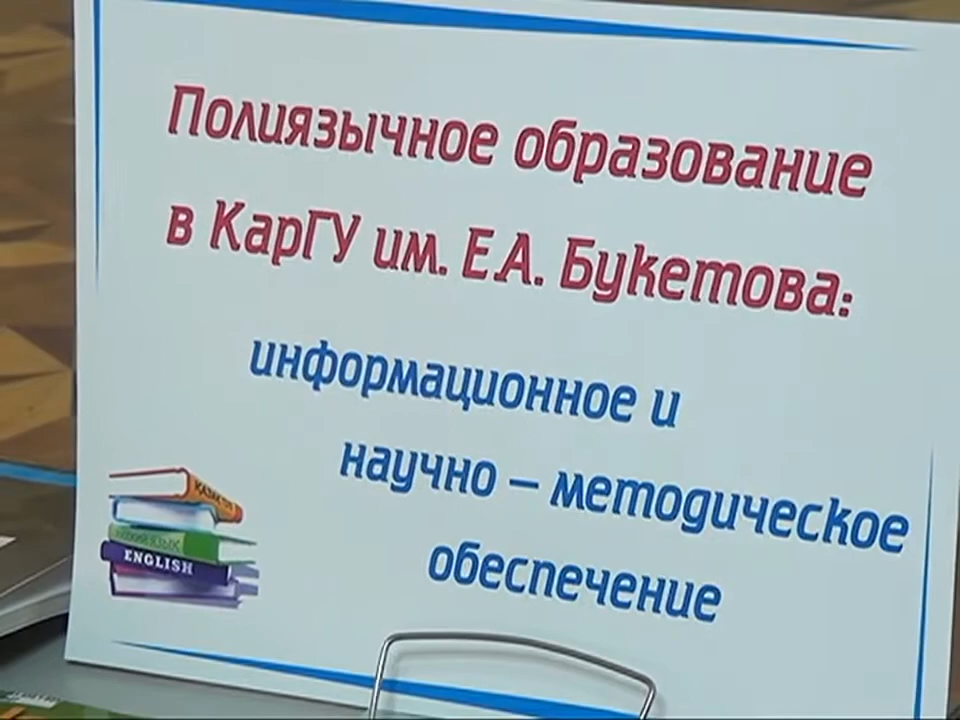 Полиязычное образование
в КарГУ им. Е.А. Букетова:
информационное и
научно – методическое
обеспечение
ENGLISH